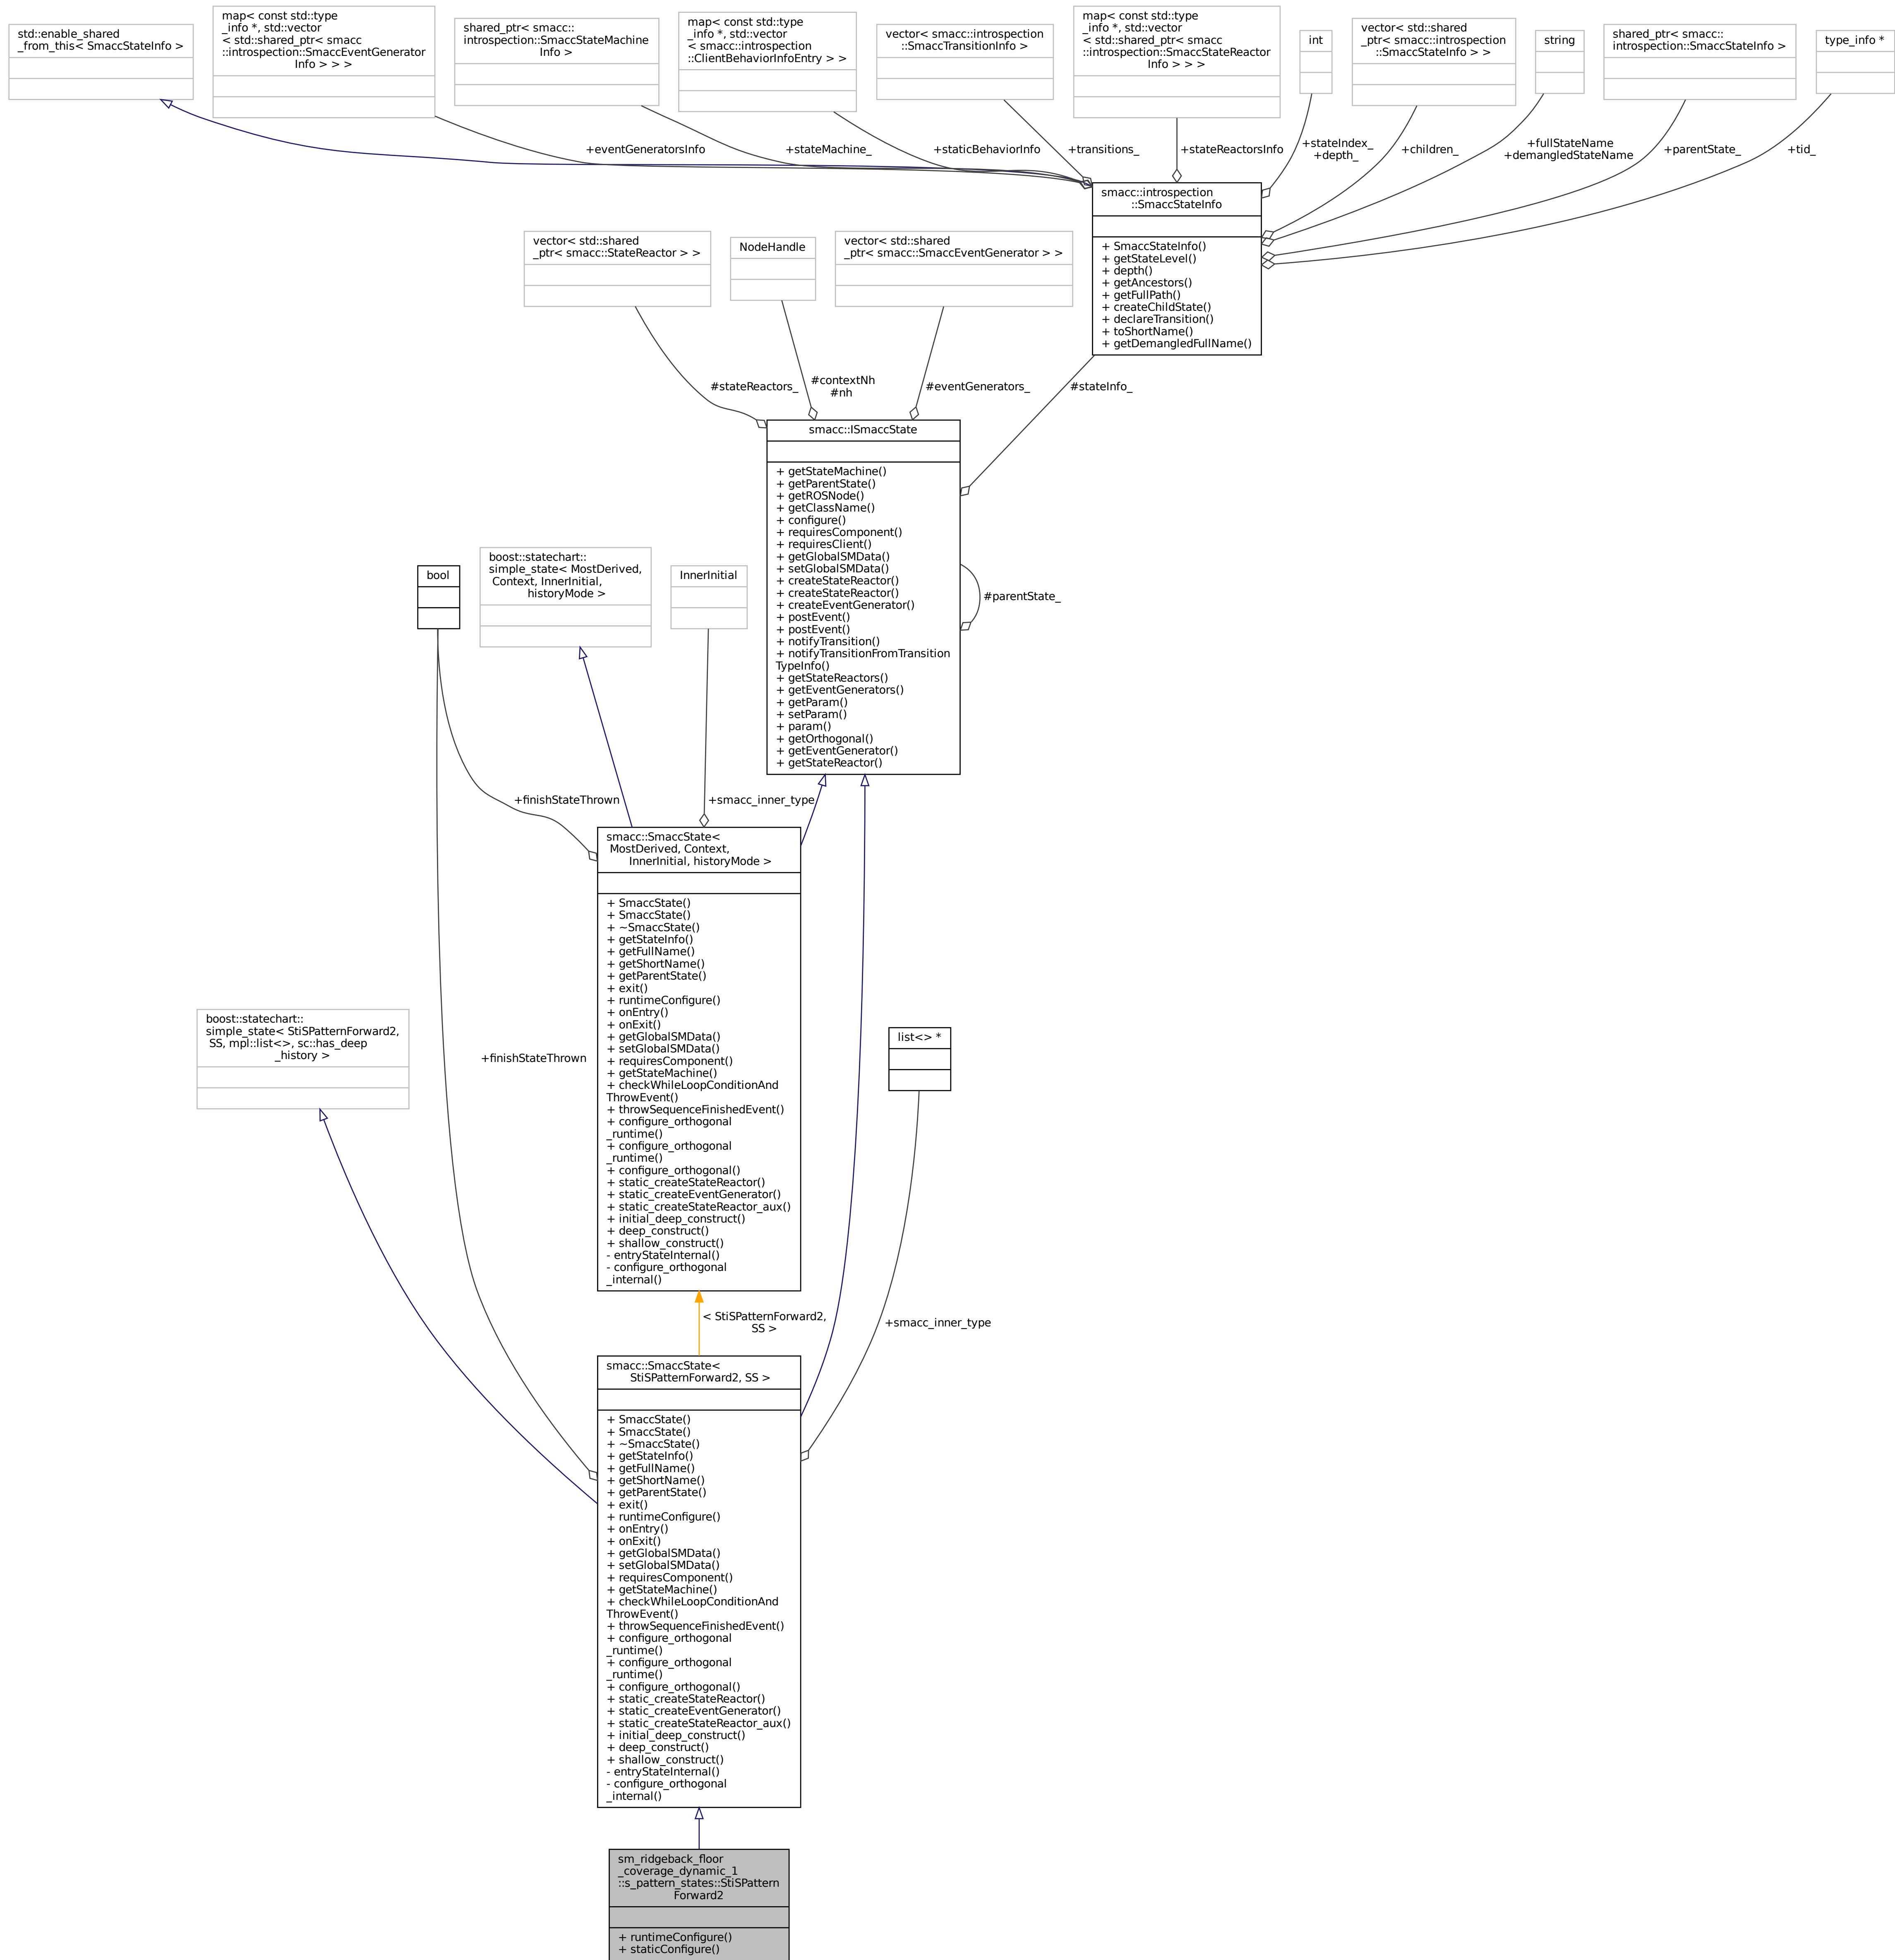 std::enable_shared
_from_this< SmaccStateInfo >
map< const std::type
_info *, std::vector
< std::shared_ptr< smacc
::introspection::SmaccEventGenerator
Info > > >
shared_ptr< smacc::
introspection::SmaccStateMachine
Info >
map< const std::type
_info *, std::vector
< smacc::introspection
::ClientBehaviorInfoEntry > >
vector< smacc::introspection
::SmaccTransitionInfo >
map< const std::type
_info *, std::vector
< std::shared_ptr< smacc
::introspection::SmaccStateReactor
Info > > >
int
vector< std::shared
_ptr< smacc::introspection
::SmaccStateInfo > >
string
shared_ptr< smacc::
introspection::SmaccStateInfo >
type_info *
+eventGeneratorsInfo
+stateMachine_
+staticBehaviorInfo
+transitions_
+stateReactorsInfo
+stateIndex_
+depth_
+children_
+fullStateName
+demangledStateName
+parentState_
+tid_
smacc::introspection
::SmaccStateInfo
+ SmaccStateInfo()
+ getStateLevel()
+ depth()
+ getAncestors()
+ getFullPath()
+ createChildState()
+ declareTransition()
+ toShortName()
+ getDemangledFullName()
vector< std::shared
_ptr< smacc::StateReactor > >
NodeHandle
vector< std::shared
_ptr< smacc::SmaccEventGenerator > >
#stateReactors_
#contextNh
#nh
#eventGenerators_
#stateInfo_
smacc::ISmaccState
+ getStateMachine()
+ getParentState()
+ getROSNode()
+ getClassName()
+ configure()
+ requiresComponent()
+ requiresClient()
+ getGlobalSMData()
+ setGlobalSMData()
+ createStateReactor()
+ createStateReactor()
+ createEventGenerator()
+ postEvent()
+ postEvent()
+ notifyTransition()
+ notifyTransitionFromTransition
TypeInfo()
+ getStateReactors()
+ getEventGenerators()
+ getParam()
+ setParam()
+ param()
+ getOrthogonal()
+ getEventGenerator()
+ getStateReactor()
#parentState_
bool
boost::statechart::
simple_state< MostDerived,
Context, InnerInitial,
historyMode >
InnerInitial
+finishStateThrown
+smacc_inner_type
smacc::SmaccState<
MostDerived, Context,
InnerInitial, historyMode >
+ SmaccState()
+ SmaccState()
+ ~SmaccState()
+ getStateInfo()
+ getFullName()
+ getShortName()
+ getParentState()
+ exit()
+ runtimeConfigure()
+ onEntry()
+ onExit()
+ getGlobalSMData()
+ setGlobalSMData()
+ requiresComponent()
+ getStateMachine()
+ checkWhileLoopConditionAnd
ThrowEvent()
+ throwSequenceFinishedEvent()
+ configure_orthogonal
_runtime()
+ configure_orthogonal
_runtime()
+ configure_orthogonal()
+ static_createStateReactor()
+ static_createEventGenerator()
+ static_createStateReactor_aux()
+ initial_deep_construct()
+ deep_construct()
+ shallow_construct()
- entryStateInternal()
- configure_orthogonal
_internal()
boost::statechart::
simple_state< StiSPatternForward2,
SS, mpl::list<>, sc::has_deep
_history >
+finishStateThrown
list<> *
< StiSPatternForward2,
SS >
+smacc_inner_type
smacc::SmaccState<
StiSPatternForward2, SS >
+ SmaccState()
+ SmaccState()
+ ~SmaccState()
+ getStateInfo()
+ getFullName()
+ getShortName()
+ getParentState()
+ exit()
+ runtimeConfigure()
+ onEntry()
+ onExit()
+ getGlobalSMData()
+ setGlobalSMData()
+ requiresComponent()
+ getStateMachine()
+ checkWhileLoopConditionAnd
ThrowEvent()
+ throwSequenceFinishedEvent()
+ configure_orthogonal
_runtime()
+ configure_orthogonal
_runtime()
+ configure_orthogonal()
+ static_createStateReactor()
+ static_createEventGenerator()
+ static_createStateReactor_aux()
+ initial_deep_construct()
+ deep_construct()
+ shallow_construct()
- entryStateInternal()
- configure_orthogonal
_internal()
sm_ridgeback_floor
_coverage_dynamic_1
::s_pattern_states::StiSPattern
Forward2
+ runtimeConfigure()
+ staticConfigure()